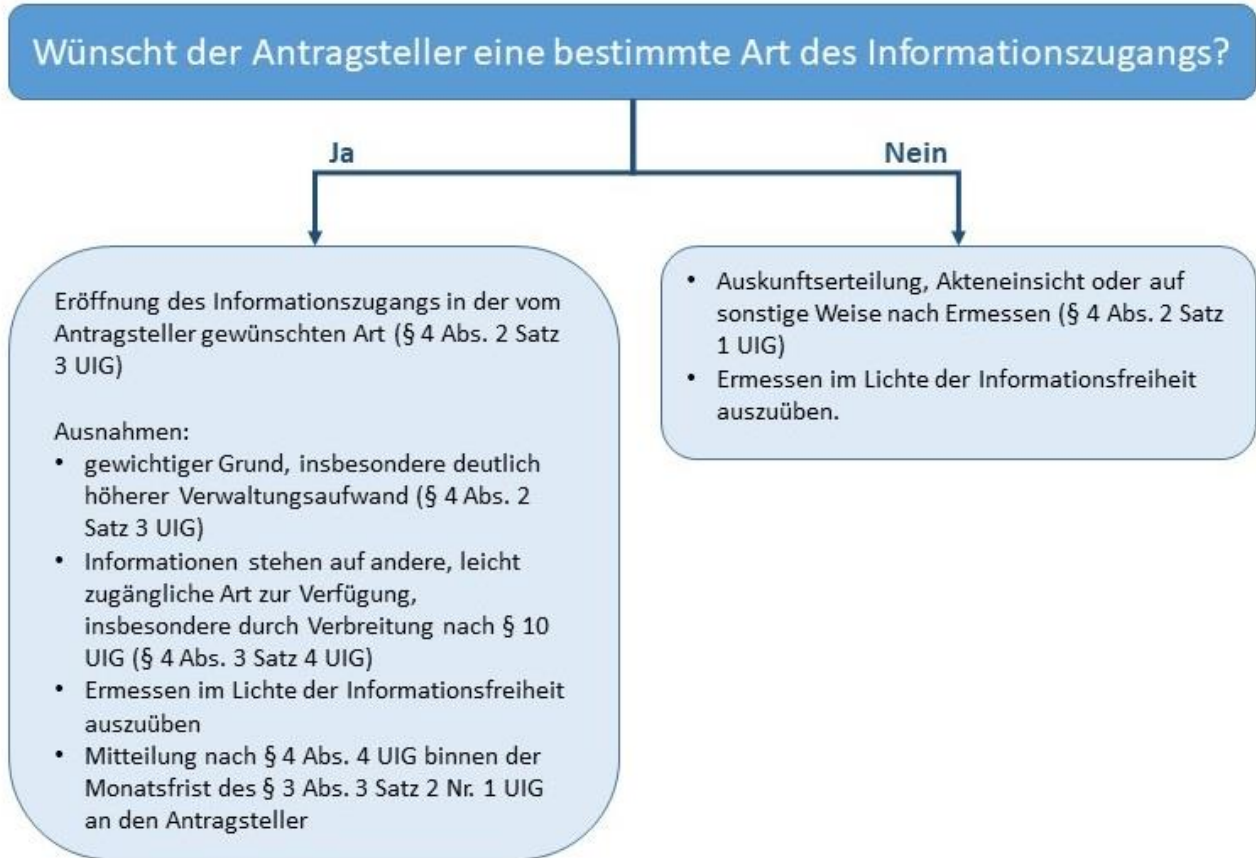 Wünscht der Antragsteller eine bestimmte Art des Informationszugangs?
Ja
Nein
Eröffnung des Informationszugangs in der vom
Antragsteller gewünschten Art (§ 4 Abs. 2 Satz
3 UIG)
Ausnahmen:
• gewichtiger Grund, insbesondere deutlich
höherer Verwaltungsaufwand (§ 4 Abs. 2
Satz 3 UIG)
• Informationen stehen auf andere, leicht
zugängliche Art zur Verfügung,
insbesondere durch Verbreitung nach § 10
UIG (§ 4 Abs. 3 Satz 4 UIG)
• Ermessen im Lichte der Informationsfreiheit
auszuüben
• Mitteilung nach § 4 Abs. 4 UIG binnen der
Monatsfrist des § 3 Abs. 3 Satz 2 Nr. 1 UIG
an den Antragsteller
• Auskunftserteilung, Akteneinsicht oder auf
sonstige Weise nach Ermessen (§ 4 Abs. 2 Satz
1 UIG)
• Ermessen im Lichte der Informationsfreiheit
auszuüben.